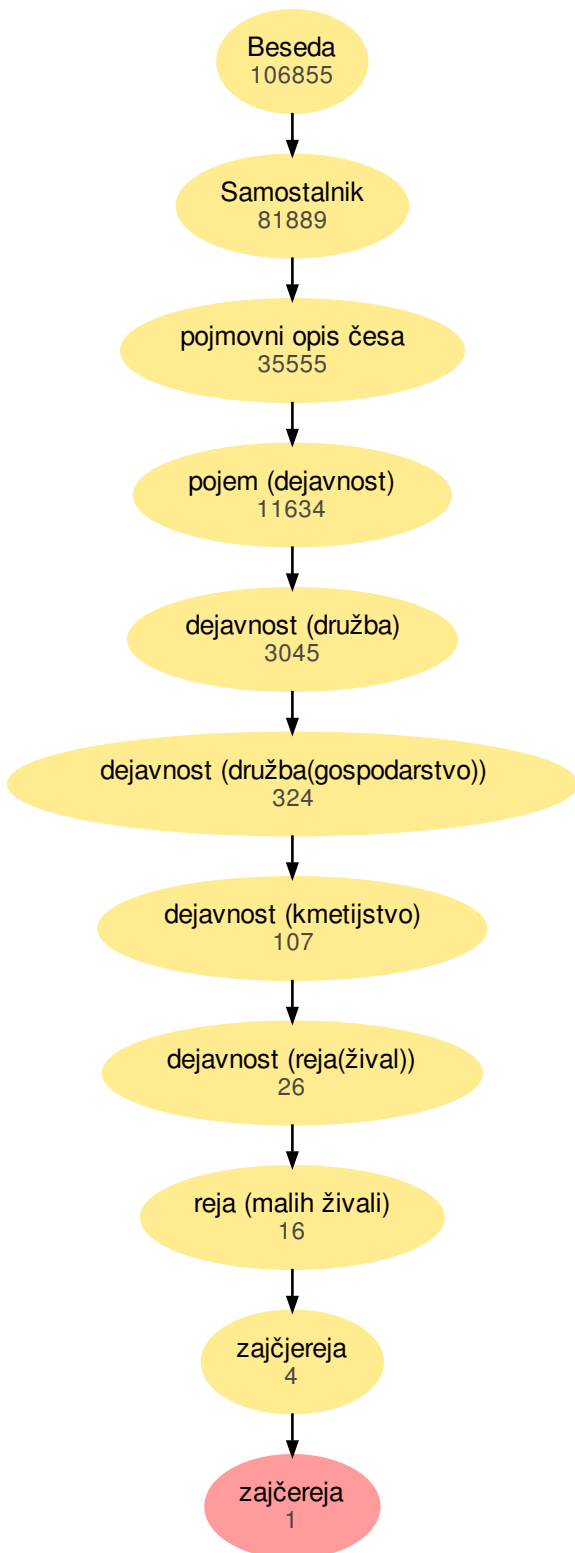 Beseda
106855
Samostalnik
81889
pojmovni opis česa
35555
pojem (dejavnost)
11634
dejavnost (družba)
3045
dejavnost (družba(gospodarstvo))
324
dejavnost (kmetijstvo)
107
dejavnost (reja(žival))
26
reja (malih živali)
16
zajčjereja
4
zajčereja
1